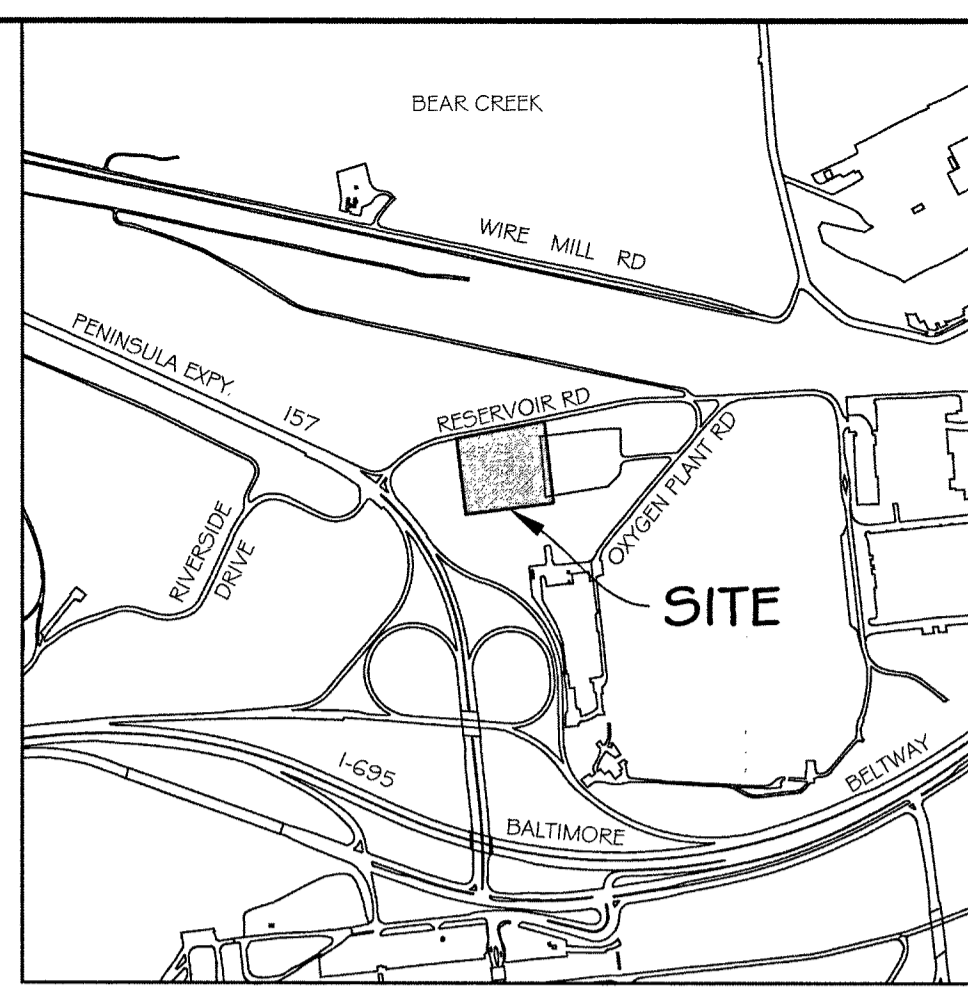 BEAR CREEK
WIRE MILL RD
PENINSULA EXPY.
157
RESERVOIR RD
OXYGEN PLANT RD
RIVERSIDE
DRIVE
SITE
I-695
BALTIMORE
BELTWAY